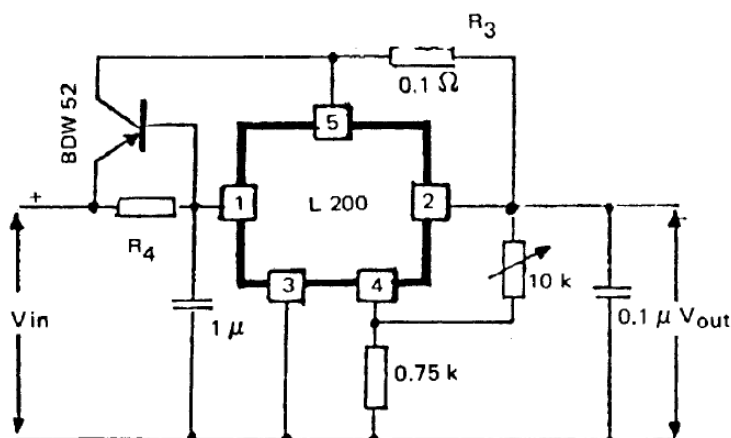 R3
0.1 Ω
BDW 52
5
+
1
L 200
2
R4
3
4
10 k
Vin
1 μ
0.1 μ
Vout
0.75 k